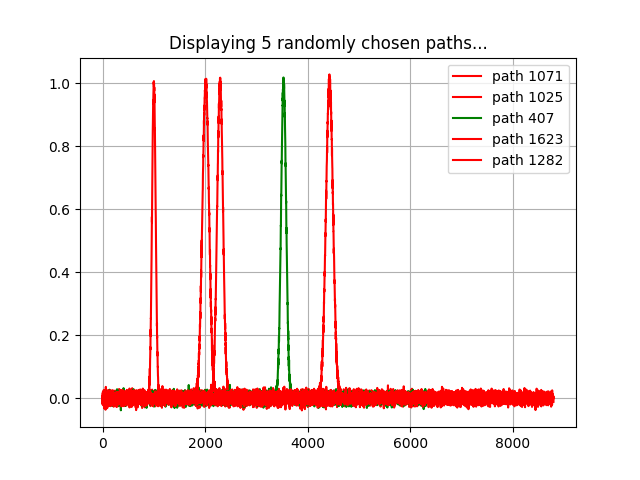 Displaying 5 randomly chosen paths...
1.0
0.8
0.6
0.4
0.2
0.0
path 1071
path 1025
path 407
path 1623
path 1282
0 2000 4000 6000 8000